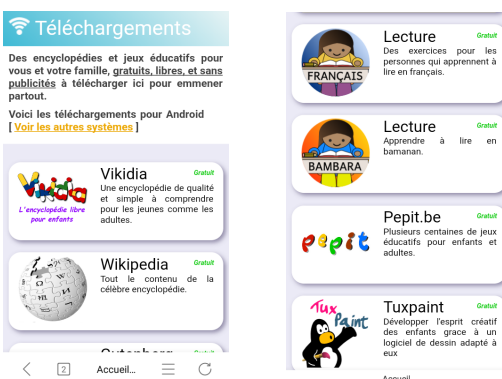 Téléchargements
Des encyclopédies et jeux éducatifs pour
vous et votre famille, gratuits, libres, et sans
publicités à télécharger ici pour emmener
partout.
Voici les téléchargements pour Android
[ Voir les autres systèmes ]
Vikidia
L'encyclopédie libre
pour enfants
Vikidia
Gratuit
Une encyclopédie de qualité
et simple à comprendre
pour les jeunes comme les
adultes.
Wikipedia
Gratuit
Tout le contenu de la
célèbre encyclopédie.
2
Accueil...
FRANÇAIS
Lecture
Gratuit
Des exercices pour les
personnes qui apprennent à
lire en français.
BAMBARA
Lecture
Gratuit
Apprendre à lire en
bamanan.
pepit
Pepit.be
Gratuit
Plusieurs centaines de jeux
éducatifs pour enfants et
adultes.
Tux
Paint
Tuxpaint
Gratuit
Développer l'esprit créatif
des enfants grace à un
logiciel de dessin adapté à
eux